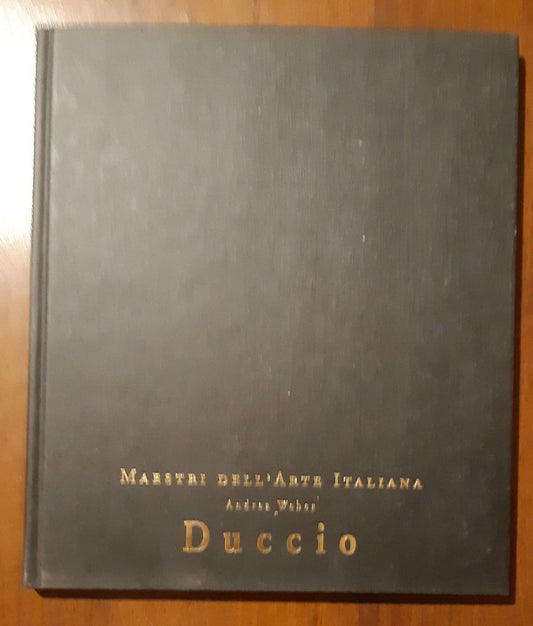 MAESTRI DELL'ARTE ITALIANA
Andrea Weber
Duccio